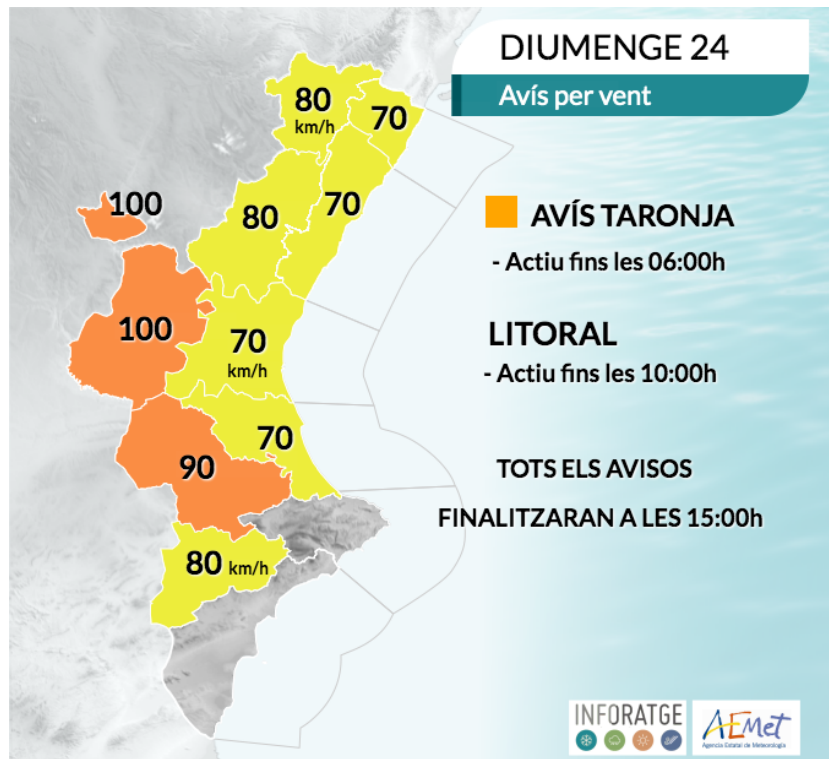 DIUMENGE 24
Avís per vent
80
km/h
70
100
80
70
AVÍS TARONJA
- Actiu fins les 06:00h
100
70
km/h
LITORAL
- Actiu fins les 10:00h
70
90
TOTS ELS AVISOS
FINALITZARAN A LES 15:00h
80 km/h
INFORATGE
AEMet
Agencia Estatal de Meteorología